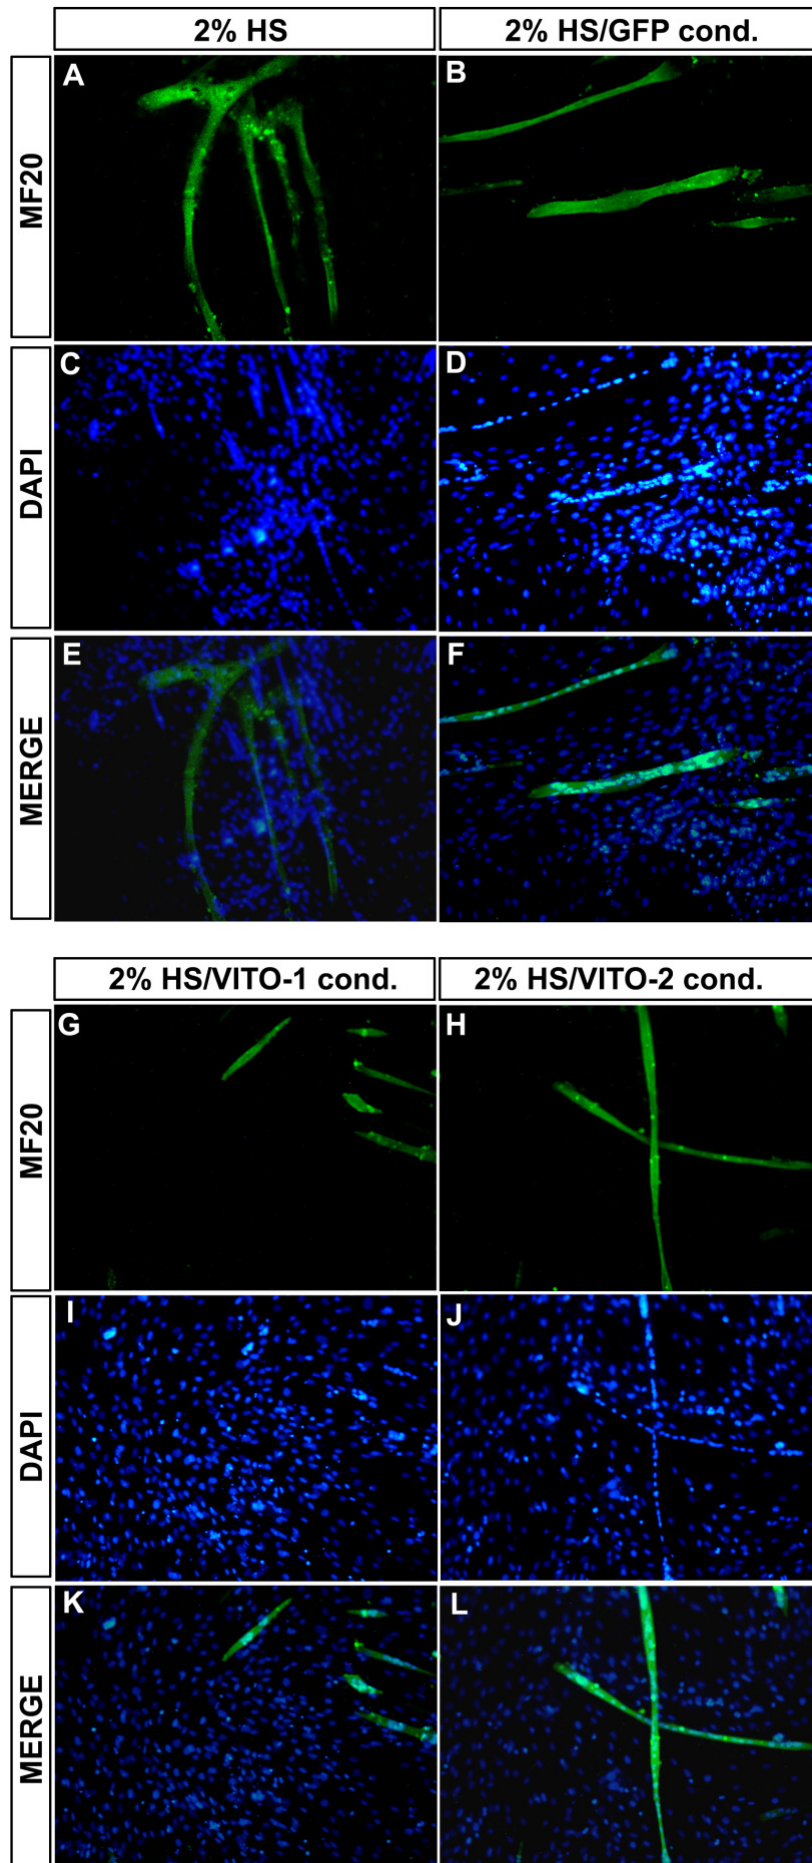 2% HS
2% HS/GFP cond.
MF20
A
B
DAPI
C
D
MERGE
E
F
2% HS/VITO-1 cond.
2% HS/VITO-2 cond.
MF20
G
H
DAPI
I
J
MERGE
K
L